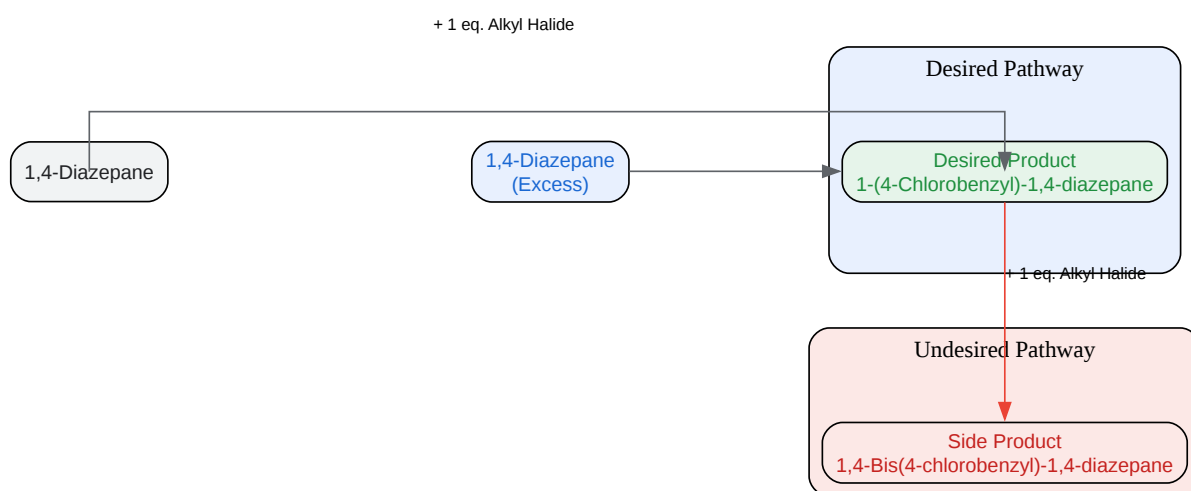 + 1 eq. Alkyl Halide
Desired Pathway
1,4-Diazepane
1,4-Diazepane
(Excess)
Desired Product
1-(4-Chlorobenzyl)-1,4-diazepane
+ 1 eq. Alkyl Halide
Undesired Pathway
Side Product
1,4-Bis(4-chlorobenzyl)-1,4-diazepane